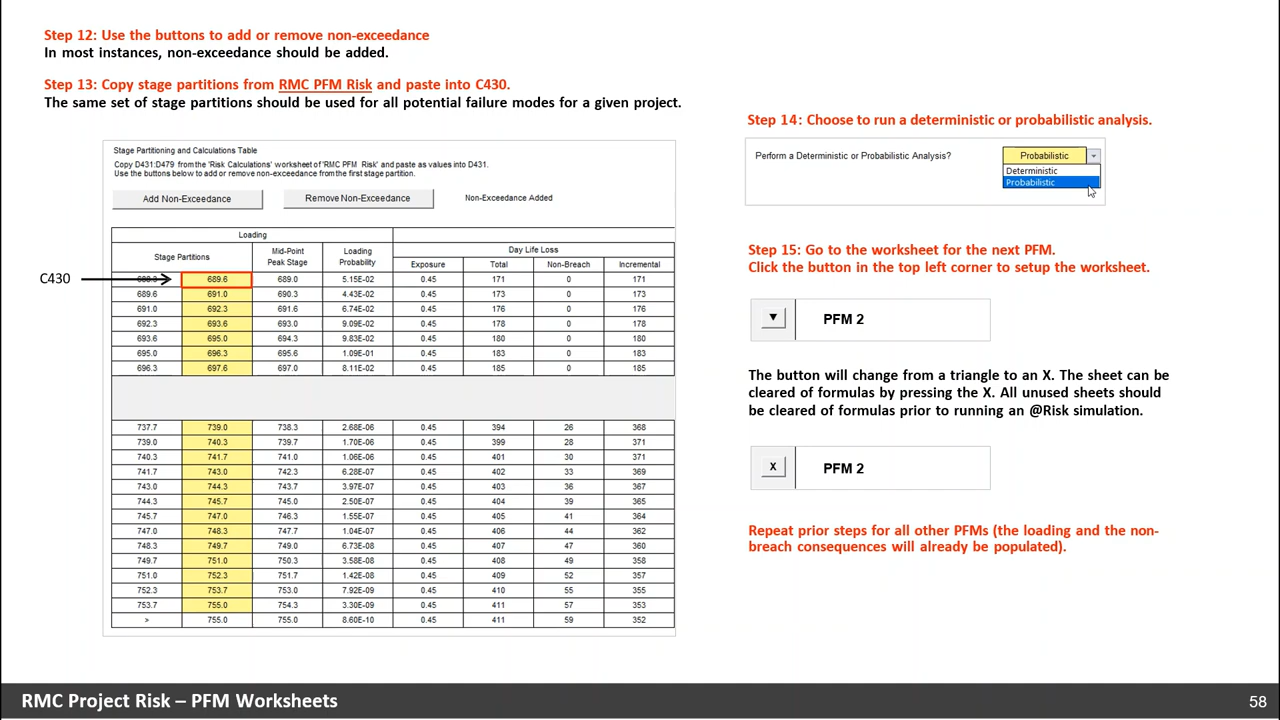 Step 12: Use the buttons to add or remove non-exceedance
In most instances, non-exceedance should be added.
Step 13: Copy stage partitions from RMC PFM Risk and paste into C430.
The same set of stage partitions should be used for all potential failure modes for a given project.
Stage Partitioning and Calculations Table
Copy D431:D479 from the 'Risk Calculations' worksheet of 'RMC PFM Risk' and paste as values into D431.
Use the buttons below to add or remove non-exceedance from the first stage partition.
Add Non-Exceedance Remove Non-Exceedance Non-Exceedance Added
Loading
Stage Partitions Mid-Point Peak Stage Loading Probability Day Life Loss
Exposure Total Non-Breach Incremental
C430 688.3 689.6 689.0 5.15E-02 0.45 171 0 171
689.6 691.0 690.3 4.43E-02 0.45 173 0 173
691.0 692.3 691.6 6.74E-02 0.45 176 0 176
692.3 693.6 693.0 9.09E-02 0.45 178 0 178
693.6 695.0 694.3 9.83E-02 0.45 180 0 180
695.0 696.3 695.6 1.09E-01 0.45 183 0 183
696.3 697.6 697.0 8.11E-02 0.45 185 0 185
737.7 739.0 738.3 2.68E-06 0.45 394 26 368
739.0 740.3 739.7 1.70E-06 0.45 399 28 371
740.3 741.7 741.0 1.06E-06 0.45 401 30 371
741.7 743.0 742.3 6.28E-07 0.45 402 33 369
743.0 744.3 743.7 3.97E-07 0.45 403 36 367
744.3 745.7 745.0 2.50E-07 0.45 404 39 365
745.7 747.0 746.3 1.55E-07 0.45 405 41 364
747.0 748.3 747.7 1.04E-07 0.45 406 44 362
748.3 749.7 749.0 6.73E-08 0.45 407 47 360
749.7 751.0 750.3 3.58E-08 0.45 408 49 358
751.0 752.3 751.7 1.42E-08 0.45 409 52 357
752.3 753.7 753.0 7.92E-09 0.45 410 55 355
753.7 755.0 754.3 3.30E-09 0.45 411 57 353
> 755.0 755.0 8.60E-10 0.45 411 59 352
Step 14: Choose to run a deterministic or probabilistic analysis.
Perform a Deterministic or Probabilistic Analysis? Probabilistic
Deterministic
Probabilistic
Step 15: Go to the worksheet for the next PFM.
Click the button in the top left corner to setup the worksheet.
▼ PFM 2
The button will change from a triangle to an X. The sheet can be
cleared of formulas by pressing the X. All unused sheets should
be cleared of formulas prior to running an @Risk simulation.
X PFM 2
Repeat prior steps for all other PFMs (the loading and the non-
breach consequences will already be populated).
RMC Project Risk – PFM Worksheets
58